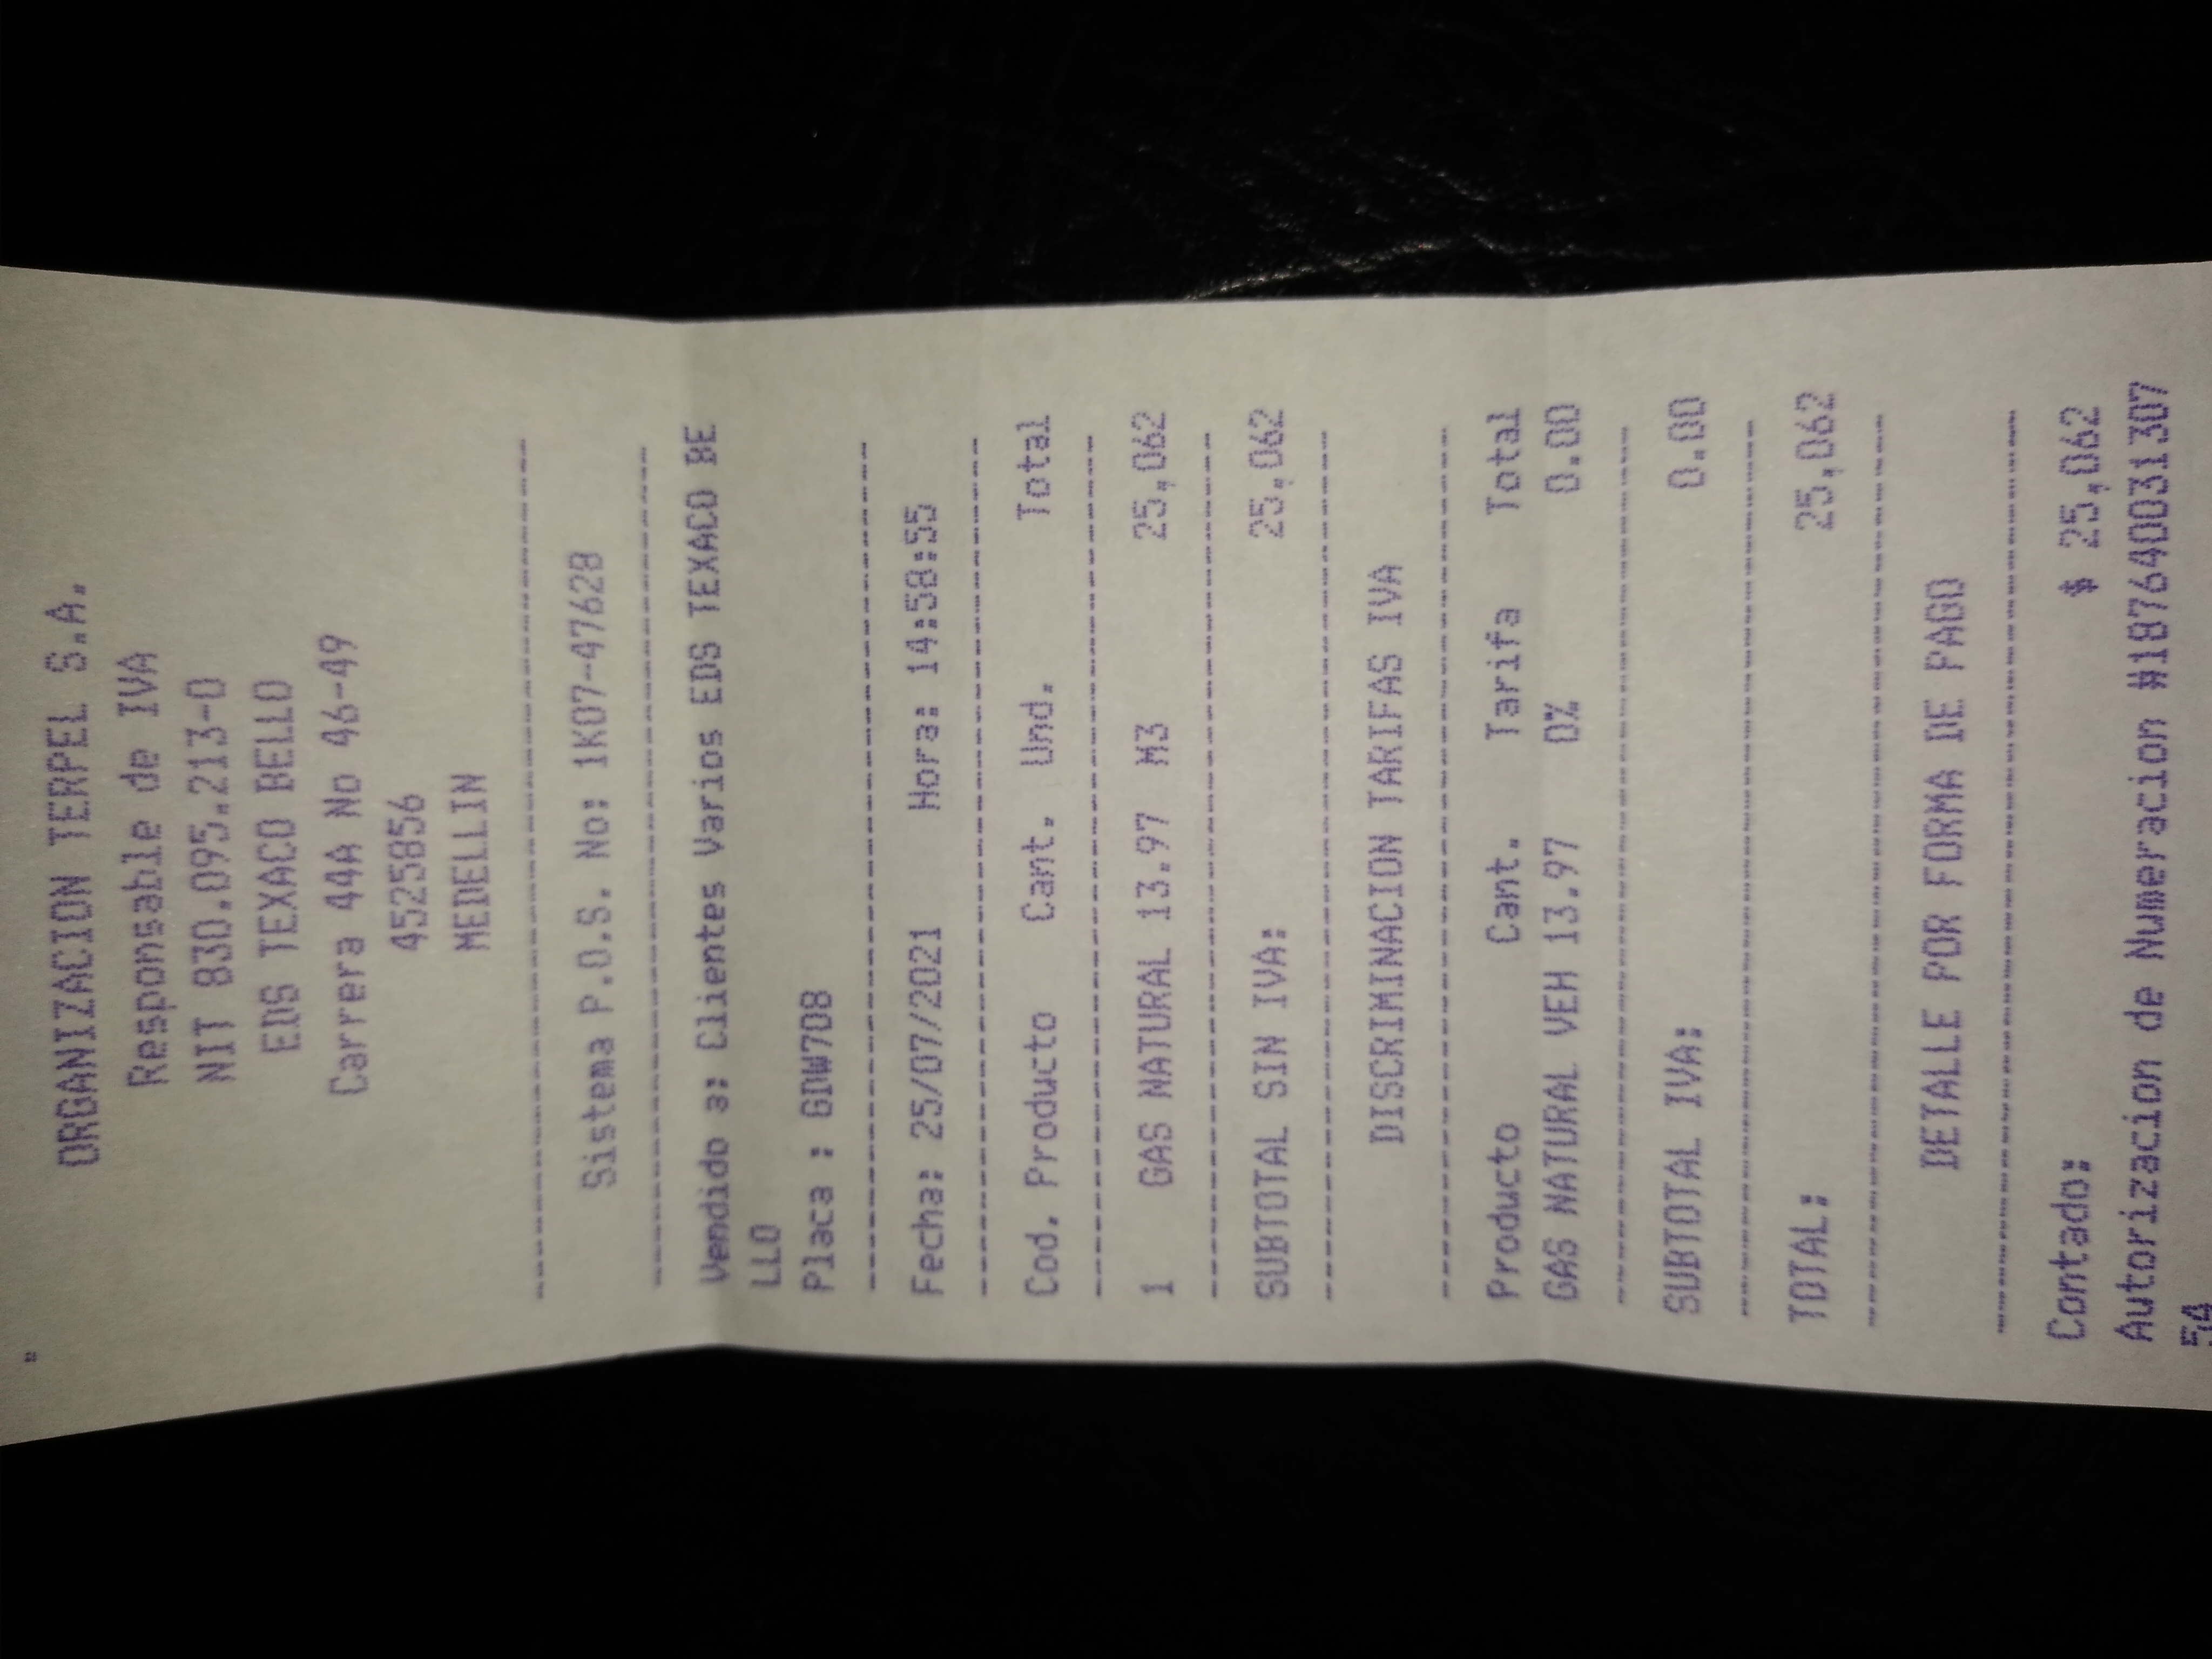 ORGANIZACION TERPEL S.A.
Responsable de IVA
NIT 830.095.213-0
EDS TEXACO BELLO
Carrera 44A No 46-49
4525856
MEDELLIN
--------------------------------
Sistema P.O.S. No: 1K07-47628
--------------------------------
Vendido a: Clientes Varios EDS TEXACO BE
LLO
Placa : GDW708
--------------------------------
Fecha: 25/07/2021 Hora: 14:58:55
--------------------------------
Cod. Producto Cant. Und. Total
--------------------------------
1 GAS NATURAL 13.97 M3 25,062
--------------------------------
SUBTOTAL SIN IVA: 25,062
--------------------------------
DISCRIMINACION TARIFAS IVA
--------------------------------
Producto Cant. Tarifa Total
GAS NATURAL VEH 13.97 0% 0.00
--------------------------------
SUBTOTAL IVA: 0.00
--------------------------------
TOTAL: 25,062
--------------------------------
DETALLE POR FORMA DE PAGO
--------------------------------
Contado: $ 25,062
Autorizacion de Numeracion #187640031307
54